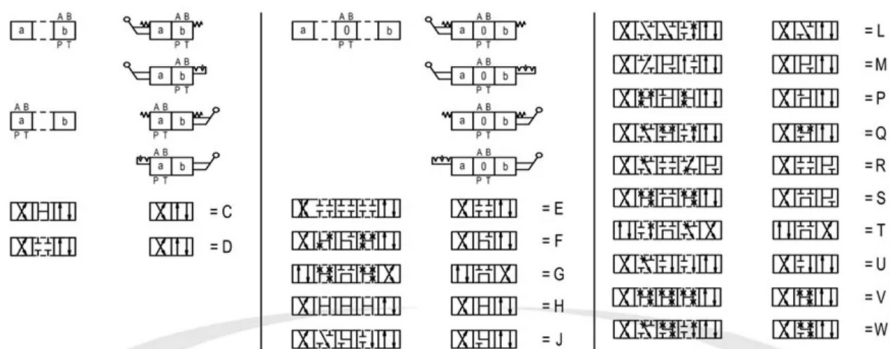 A B
a b
P T
A B
a b
P T
A B
a b
P T
A B
a b
P T
A B
a b
P T
A B
a b
P T
= C
= D
A B
a 0 b
P T
A B
a 0 b
P T
A B
a 0 b
P T
A B
a 0 b
P T
A B
a 0 b
P T
= E
= F
= G
= H
= J
= L
= M
= P
= Q
= R
= S
= T
= U
= V
= W